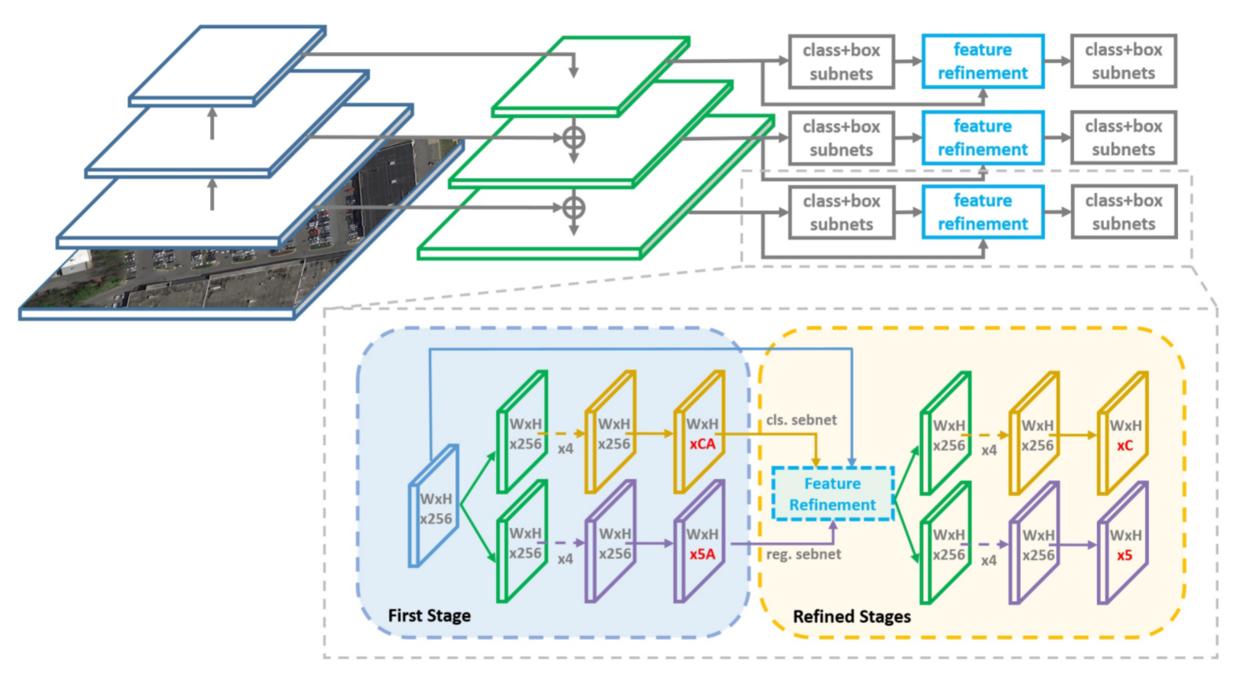 class+box
subnets
feature
refinement
class+box
subnets
class+box
subnets
feature
refinement
class+box
subnets
class+box
subnets
feature
refinement
class+box
subnets
WxH
x256
WxH
x256
x4
WxH
x256
WxH
xCA
WxH
x256
x4
WxH
x256
WxH
x5A
First Stage
cls. sebnet
Feature
Refinement
reg. sebnet
WxH
x256
x4
WxH
x256
WxH
xC
WxH
x256
x4
WxH
x256
WxH
x5
Refined Stages